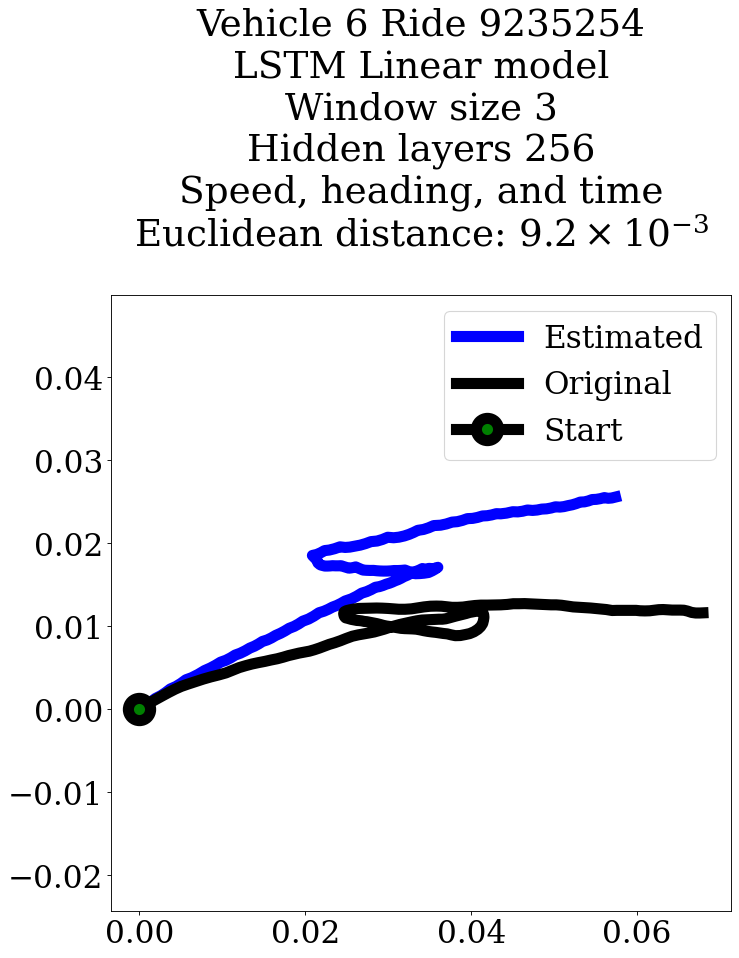 Vehicle 6 Ride 9235254
LSTM Linear model
Window size 3
Hidden layers 256
Speed, heading, and time
Euclidean distance: 9.2 × 10⁻³
Estimated
Original
Start
0.04
0.03
0.02
0.01
0.00
−0.01
−0.02
0.00 0.02 0.04 0.06